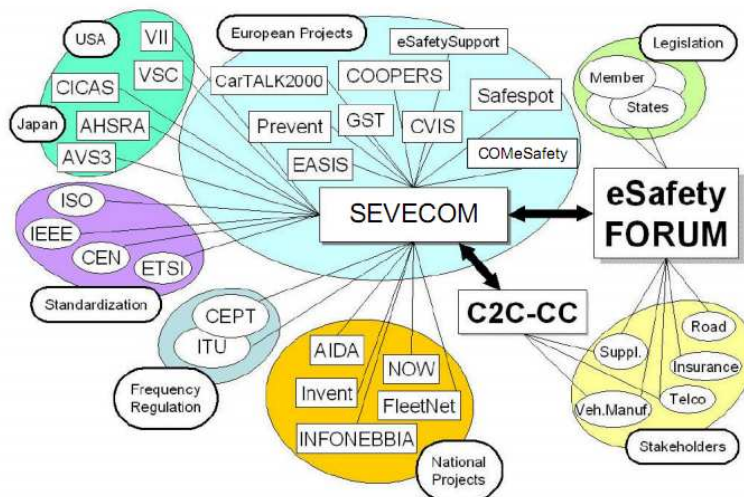 USA
VII
VSC
CICAS
Japan
AHSRA
AVS3
European Projects
eSafetySupport
CarTALK2000
COOPERS
Safespot
Prevent
GST
CVIS
EASIS
COMeSafety
SEVECOM
Legislation
Member
States
eSafety
FORUM
ISO
IEEE
CEN
ETSI
Standardization
C2C-CC
CEPT
ITU
Frequency
Regulation
AIDA
NOW
Invent
FleetNet
INFONEBBIA
National
Projects
Road
Suppl.
Insurance
Telco
Veh.Manuf.
Stakeholders